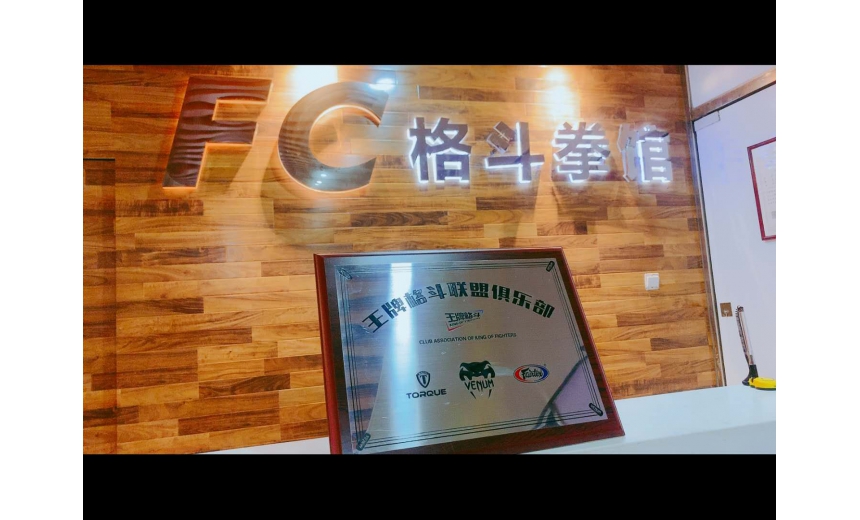 FC 格斗拳馆
王牌格斗联盟俱乐部
王牌格斗
CLUB ASSOCIATION OF KING OF FIGHTERS
TORQUE
VENUM
Fairtex